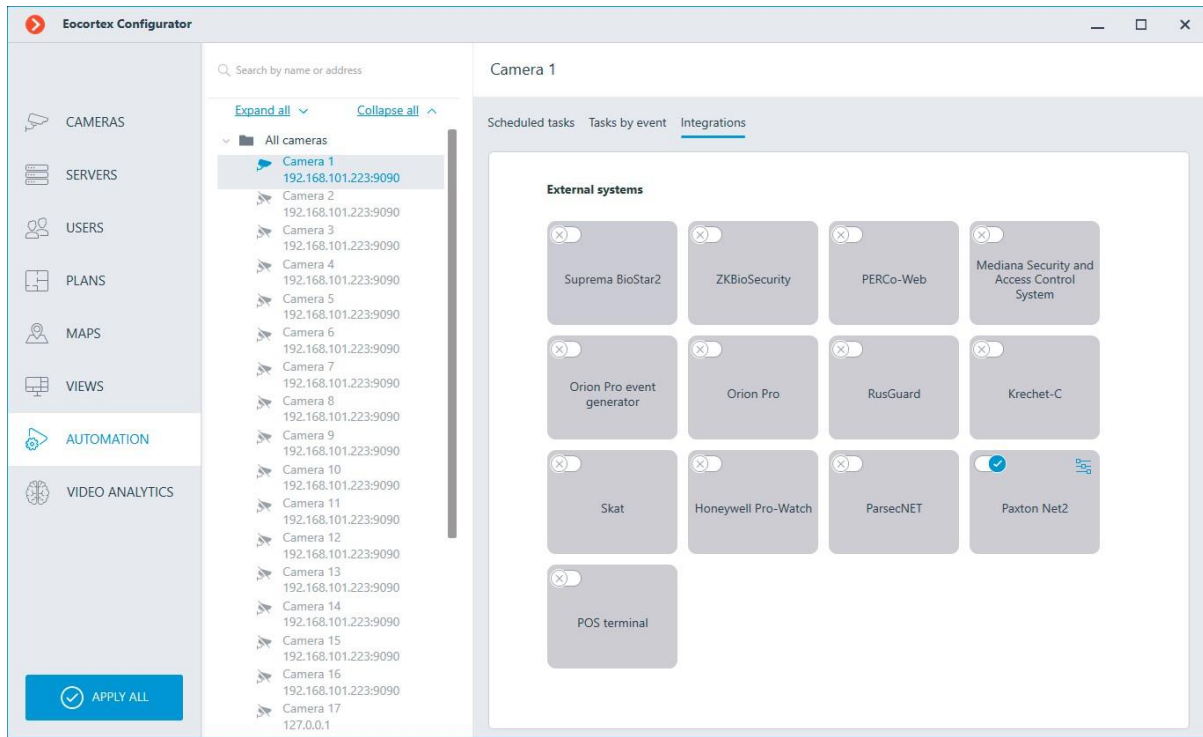 Eocortex Configurator
Search by name or address
Camera 1
Expand all
Collapse all
Scheduled tasks
Tasks by event
Integrations
CAMERAS
SERVERS
USERS
PLANS
MAPS
VIEWS
AUTOMATION
VIDEO ANALYTICS
APPLY ALL
All cameras
Camera 1
192.168.101.223:9090
Camera 2
192.168.101.223:9090
Camera 3
192.168.101.223:9090
Camera 4
192.168.101.223:9090
Camera 5
192.168.101.223:9090
Camera 6
192.168.101.223:9090
Camera 7
192.168.101.223:9090
Camera 8
192.168.101.223:9090
Camera 9
192.168.101.223:9090
Camera 10
192.168.101.223:9090
Camera 11
192.168.101.223:9090
Camera 12
192.168.101.223:9090
Camera 13
192.168.101.223:9090
Camera 14
192.168.101.223:9090
Camera 15
192.168.101.223:9090
Camera 16
192.168.101.223:9090
Camera 17
127.0.0.1
External systems
Suprema BioStar2
ZKBioSecurity
PERCo-Web
Mediana Security and
Access Control
System
Orion Pro event
generator
Orion Pro
RusGuard
Krechet-C
Skat
Honeywell Pro-Watch
ParsecNET
Paxton Net2
POS terminal